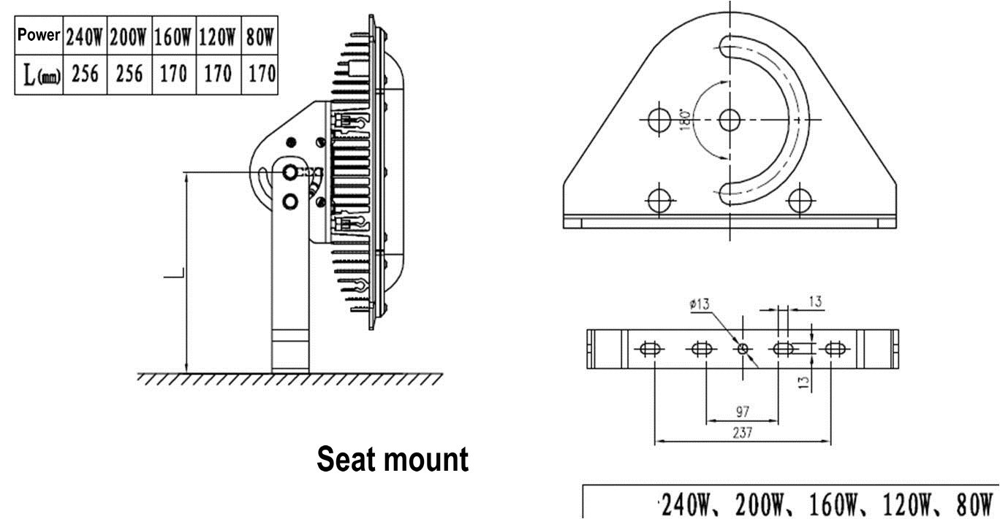 Power 240W 200W 160W 120W 80W
L(mm) 256 256 170 170 170
180°
L
ø13
13
13
97
237
Seat mount
240W、200W、160W、120W、80W